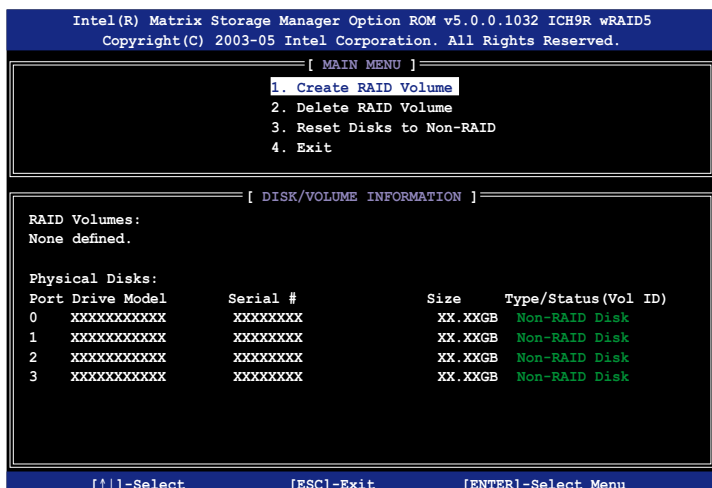 Intel(R) Matrix Storage Manager Option ROM v5.0.0.1032 ICH9R wRAID5
Copyright(C) 2003-05 Intel Corporation. All Rights Reserved.
[ MAIN MENU ]
1. Create RAID Volume
2. Delete RAID Volume
3. Reset Disks to Non-RAID
4. Exit
[ DISK/VOLUME INFORMATION ]
RAID Volumes:
None defined.
Physical Disks:
Port Drive Model Serial # Size Type/Status(Vol ID)
0 XXXXXXXXXXX XXXXXXXX XX.XXGB Non-RAID Disk
1 XXXXXXXXXXX XXXXXXXX XX.XXGB Non-RAID Disk
2 XXXXXXXXXXX XXXXXXXX XX.XXGB Non-RAID Disk
3 XXXXXXXXXXX XXXXXXXX XX.XXGB Non-RAID Disk
[↑↓]-Select [ESC]-Exit [ENTER]-Select Menu